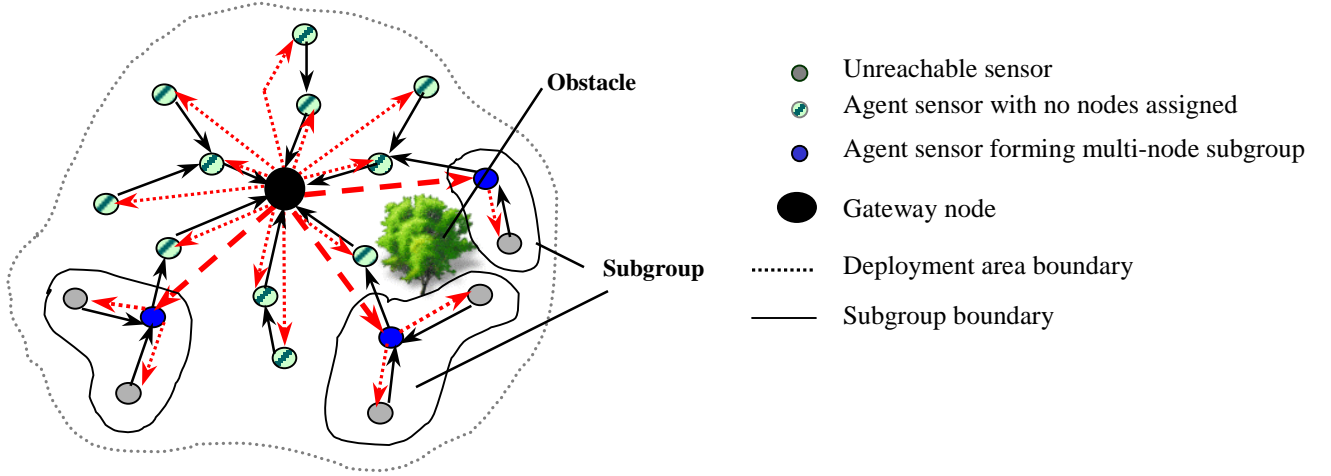 Obstacle
Subgroup
Unreachable sensor
Agent sensor with no nodes assigned
Agent sensor forming multi-node subgroup
Gateway node
Deployment area boundary
Subgroup boundary